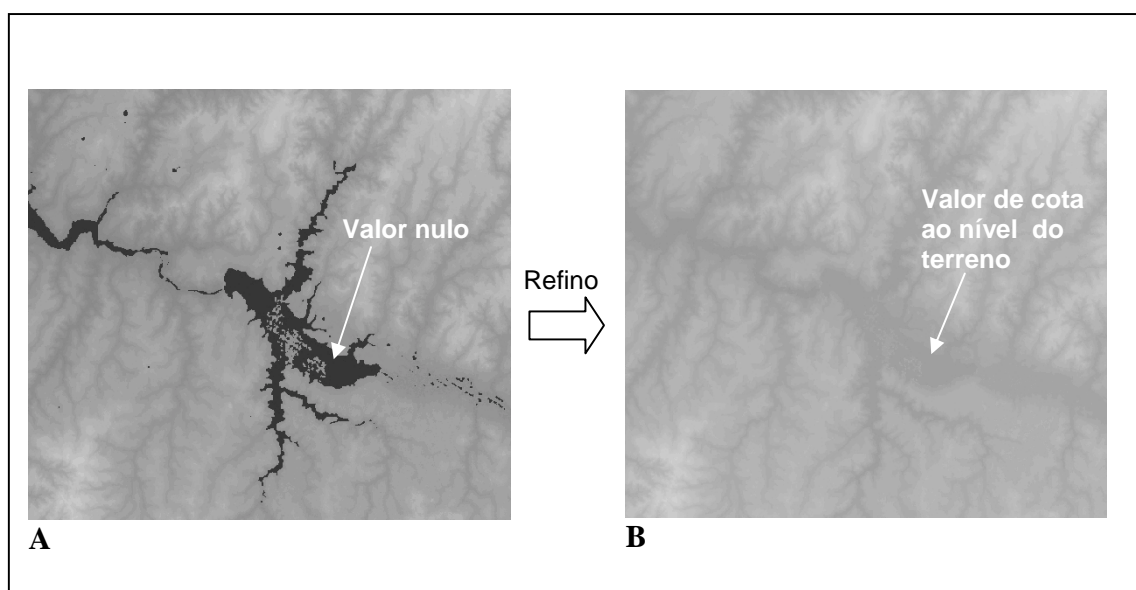 Valor nulo
Refino
Valor de cota
ao nível do
terreno
A
B